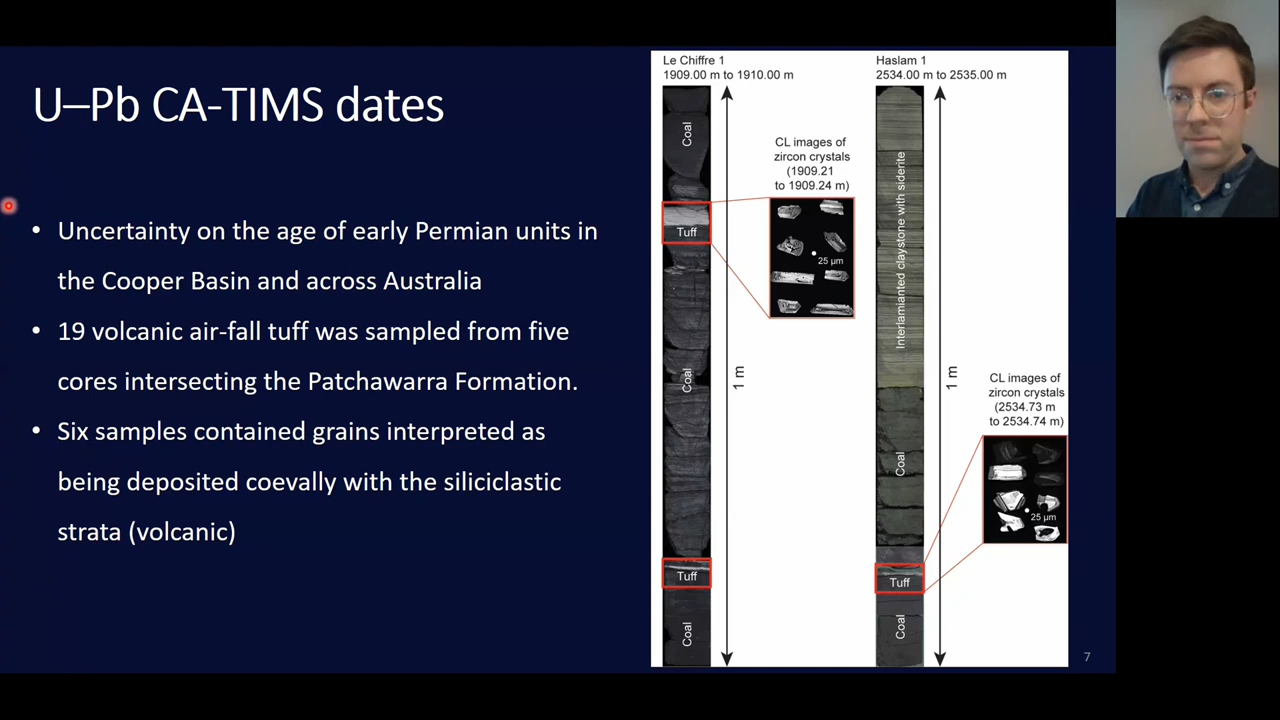 U–Pb CA-TIMS dates
• Uncertainty on the age of early Permian units in
the Cooper Basin and across Australia
• 19 volcanic air-fall tuff was sampled from five
cores intersecting the Patchawarra Formation.
• Six samples contained grains interpreted as
being deposited coevally with the siliciclastic
strata (volcanic)
Le Chiffre 1
1909.00 m to 1910.00 m
Coal
Tuff
Coal
Tuff
Coal
1 m
CL images of
zircon crystals
(1909.21
to 1909.24 m)
25 µm
Haslam 1
2534.00 m to 2535.00 m
Interlamianted claystone with siderite
Coal
Tuff
Coal
1 m
CL images of
zircon crystals
(2534.73 m
to 2534.74 m)
25 µm
7